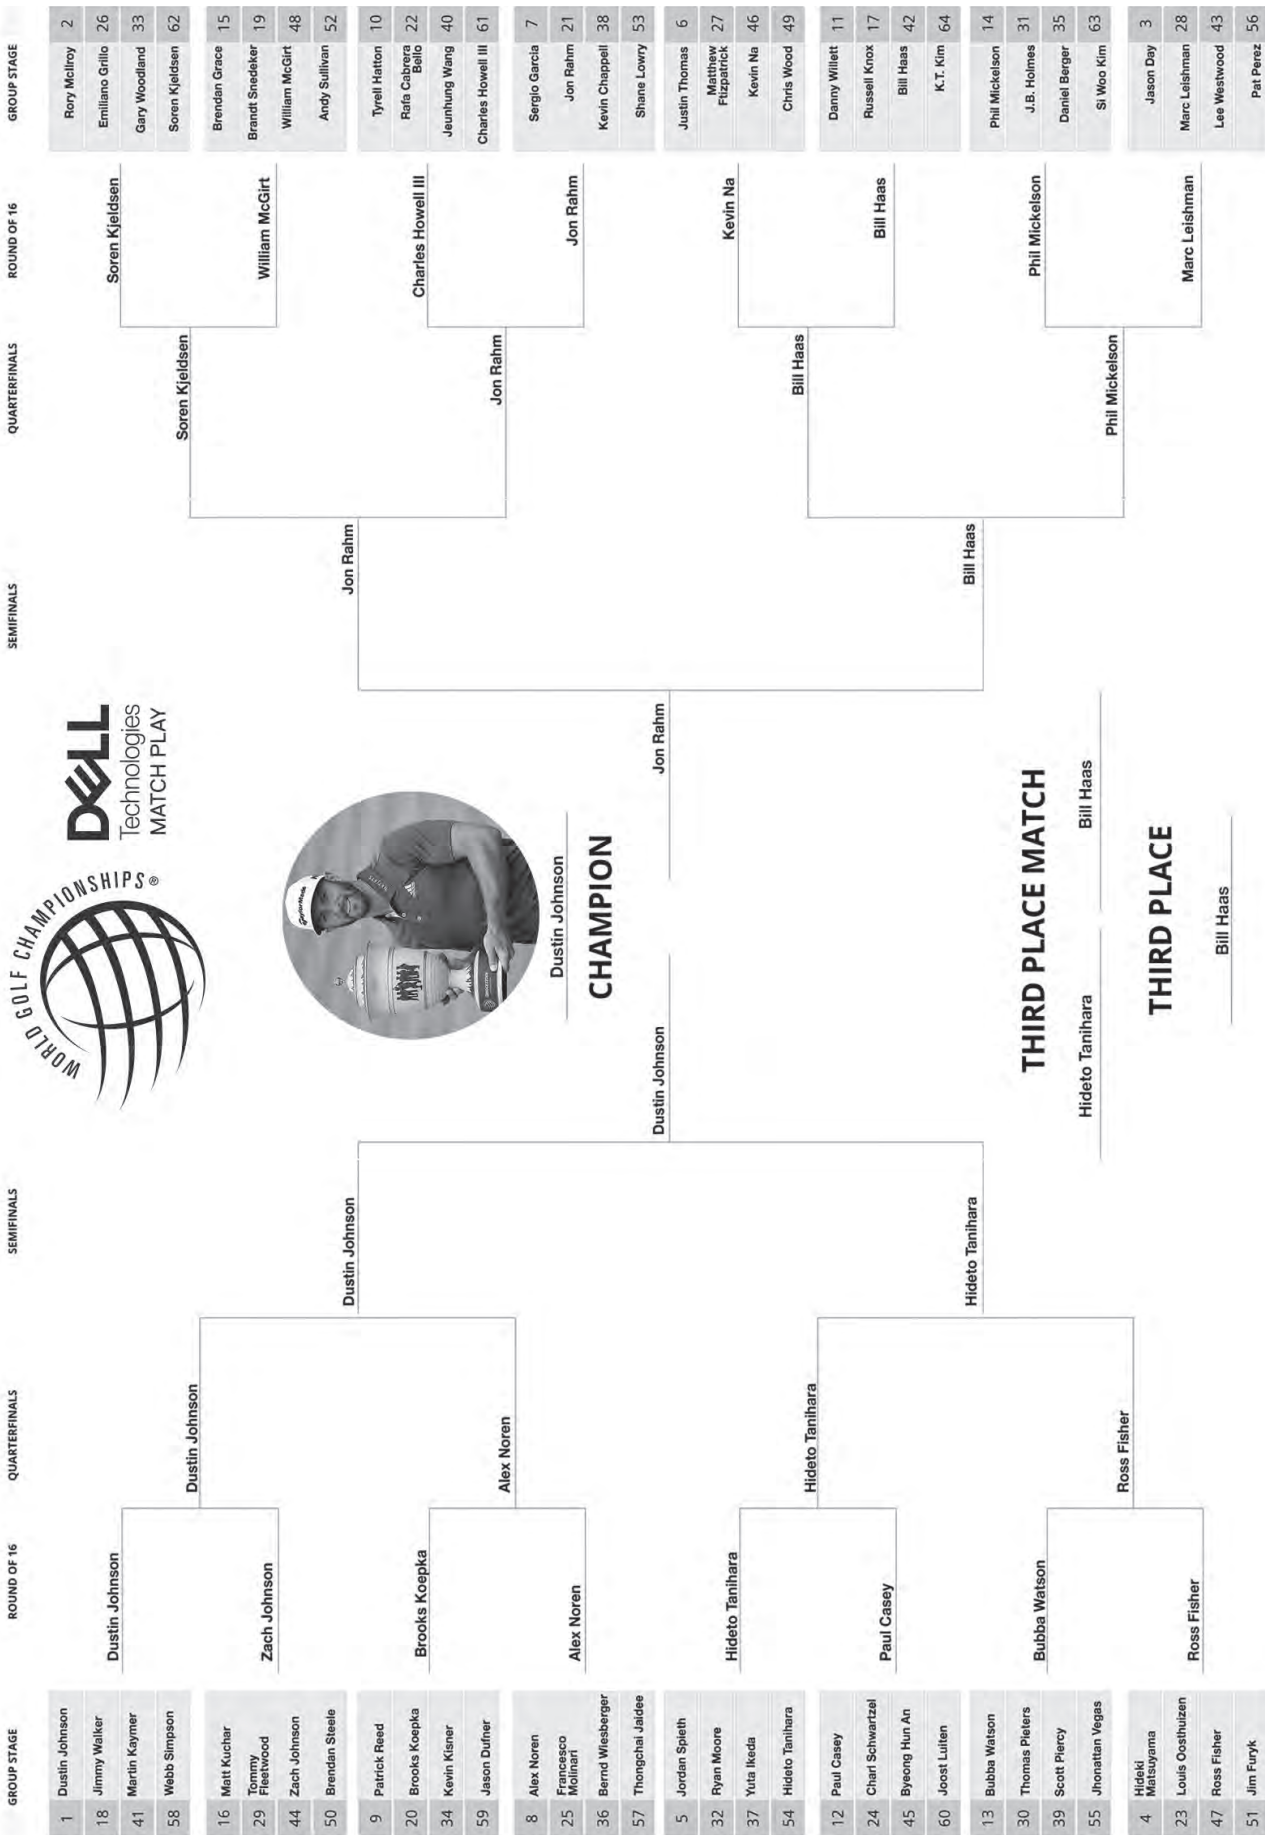 GROUP STAGE
ROUND OF 16
QUARTERFINALS
SEMIFINALS
SEMIFINALS
QUARTERFINALS
ROUND OF 16
GROUP STAGE
WORLD GOLF CHAMPIONSHIPS®
DELL
Technologies
MATCH PLAY
1 Dustin Johnson
18 Jimmy Walker
41 Martin Kaymer
58 Webb Simpson
16 Matt Kuchar
29 Tommy
Fleetwood
44 Zach Johnson
50 Brendan Steele
9 Patrick Reed
20 Brooks Koepka
34 Kevin Kisner
59 Jason Dufner
8 Alex Noren
25 Francesco
Molinari
36 Bernd Wiesberger
57 Thongchai Jaidee
5 Jordan Spieth
32 Ryan Moore
37 Yuta Ikeda
54 Hideto Tanihara
12 Paul Casey
24 Charl Schwartzel
45 Byeong Hun An
60 Joost Luiten
13 Bubba Watson
30 Thomas Pieters
39 Scott Piercy
55 Jhonattan Vegas
4 Hideki
Matsuyama
23 Louis Oosthuizen
47 Ross Fisher
51 Jim Furyk
Dustin Johnson
Zach Johnson
Brooks Koepka
Alex Noren
Hideto Tanihara
Paul Casey
Bubba Watson
Ross Fisher
Dustin Johnson
Alex Noren
Hideto Tanihara
Ross Fisher
Dustin Johnson
Hideto Tanihara
Dustin Johnson
TaylorMade
Dustin Johnson
CHAMPION
THIRD PLACE MATCH
Hideto Tanihara
Bill Haas
THIRD PLACE
Bill Haas
Jon Rahm
Jon Rahm
Bill Haas
Soren Kjeldsen
Jon Rahm
Bill Haas
Phil Mickelson
Soren Kjeldsen
William McGirt
Charles Howell III
Jon Rahm
Kevin Na
Bill Haas
Phil Mickelson
Marc Leishman
Rory McIlroy 2
Emiliano Grillo 26
Gary Woodland 33
Soren Kjeldsen 62
Brendan Grace 15
Brandt Snedeker 19
William McGirt 48
Andy Sullivan 52
Tyrell Hatton 10
Rafa Cabrera 22
Bello
Jeunhung Wang 40
Charles Howell III 61
Sergio Garcia 7
Jon Rahm 21
Kevin Chappell 38
Shane Lowry 53
Justin Thomas 6
Matthew 27
Ftizpatrick
Kevin Na 46
Chris Wood 49
Danny Willett 11
Russell Knox 17
Bill Haas 42
K.T. Kim 64
Phil Mickelson 14
J.B. Holmes 31
Daniel Berger 35
Si Woo Kim 63
Jason Day 3
Marc Leishman 28
Lee Westwood 43
Pat Perez 56